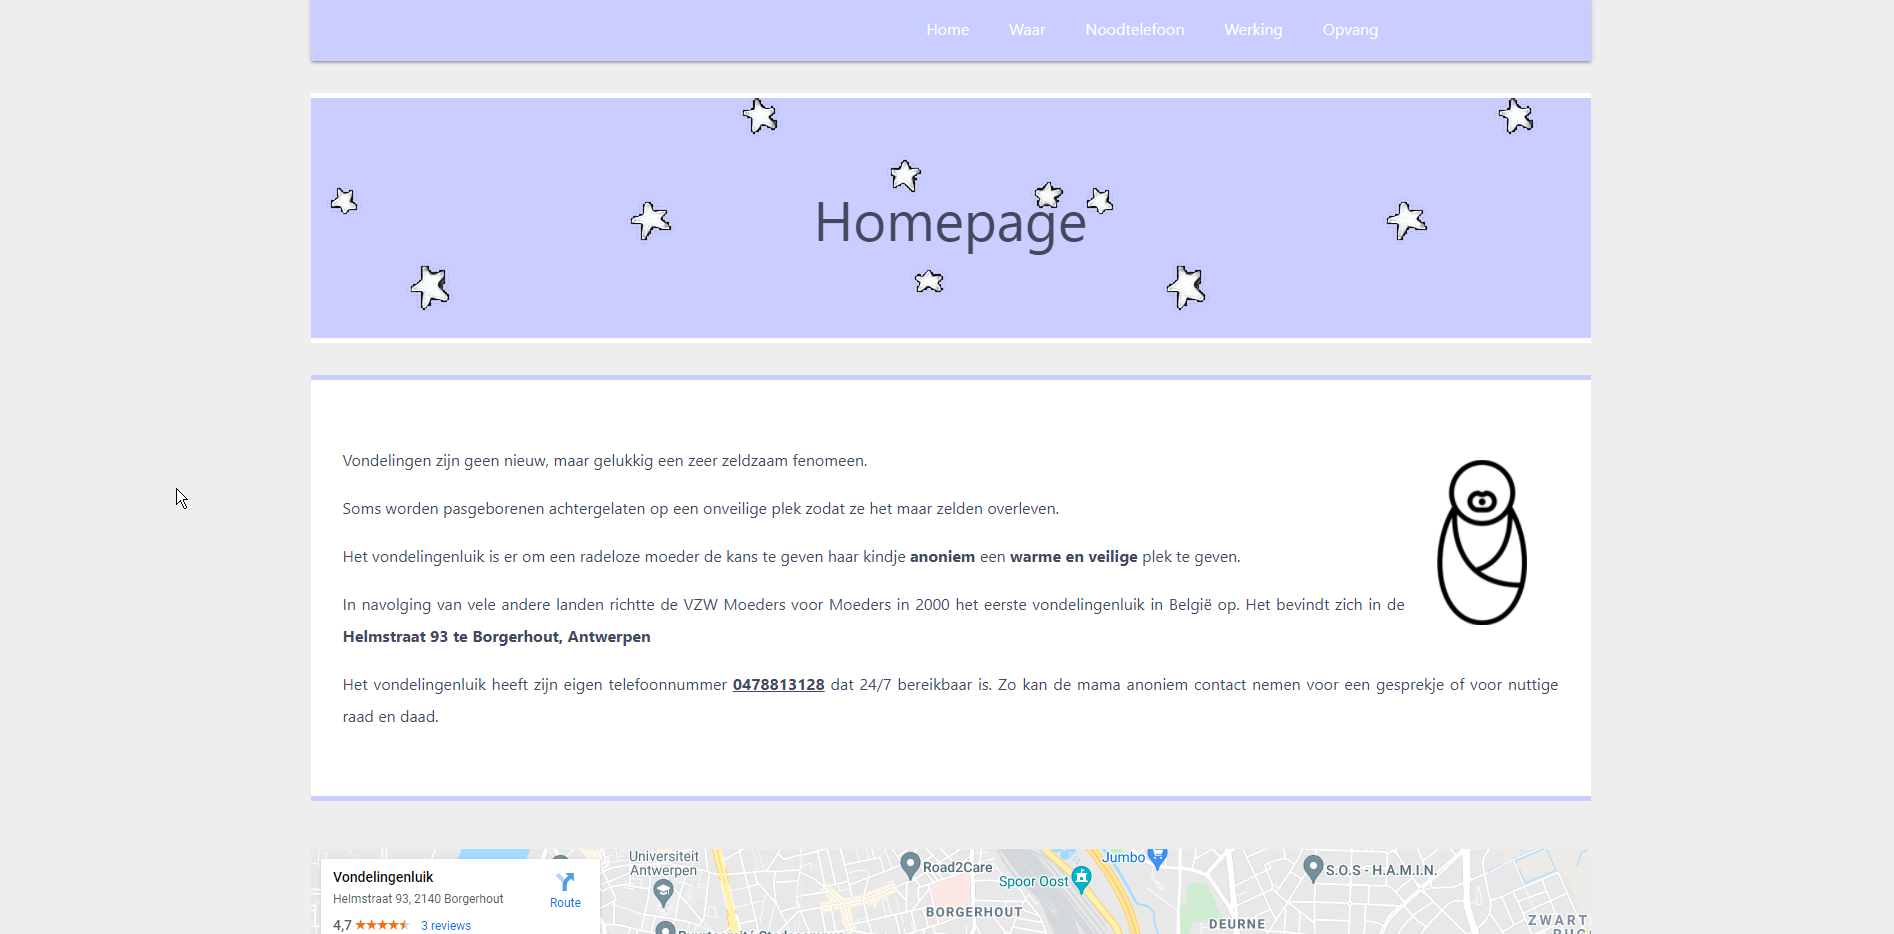 Home Waar Noodtelefoon Werking Opvang
Homepage
Vondelingen zijn geen nieuw, maar gelukkig een zeer zeldzaam fenomeen.
Soms worden pasgeborenen achtergelaten op een onveilige plek zodat ze het maar zelden overleven.
Het vondelingenluik is er om een radeloze moeder de kans te geven haar kindje anoniem een warme en veilige plek te geven.
In navolging van vele andere landen richtte de VZW Moeders voor Moeders in 2000 het eerste vondelingenluik in België op. Het bevindt zich in de
Helmstraat 93 te Borgerhout, Antwerpen
Het vondelingenluik heeft zijn eigen telefoonnummer 0478813128 dat 24/7 bereikbaar is. Zo kan de mama anoniem contact nemen voor een gesprekje of voor nuttige
raad en daad.
Vondelingenluik
Helmstraat 93, 2140 Borgerhout
4,7
3 reviews
Route
Universiteit
Antwerpen
Road2Care
Spoor Oost
Jumbo
S.O.S - H.A.M.I.N.
BORGERHOUT
DEURNE
ZWART